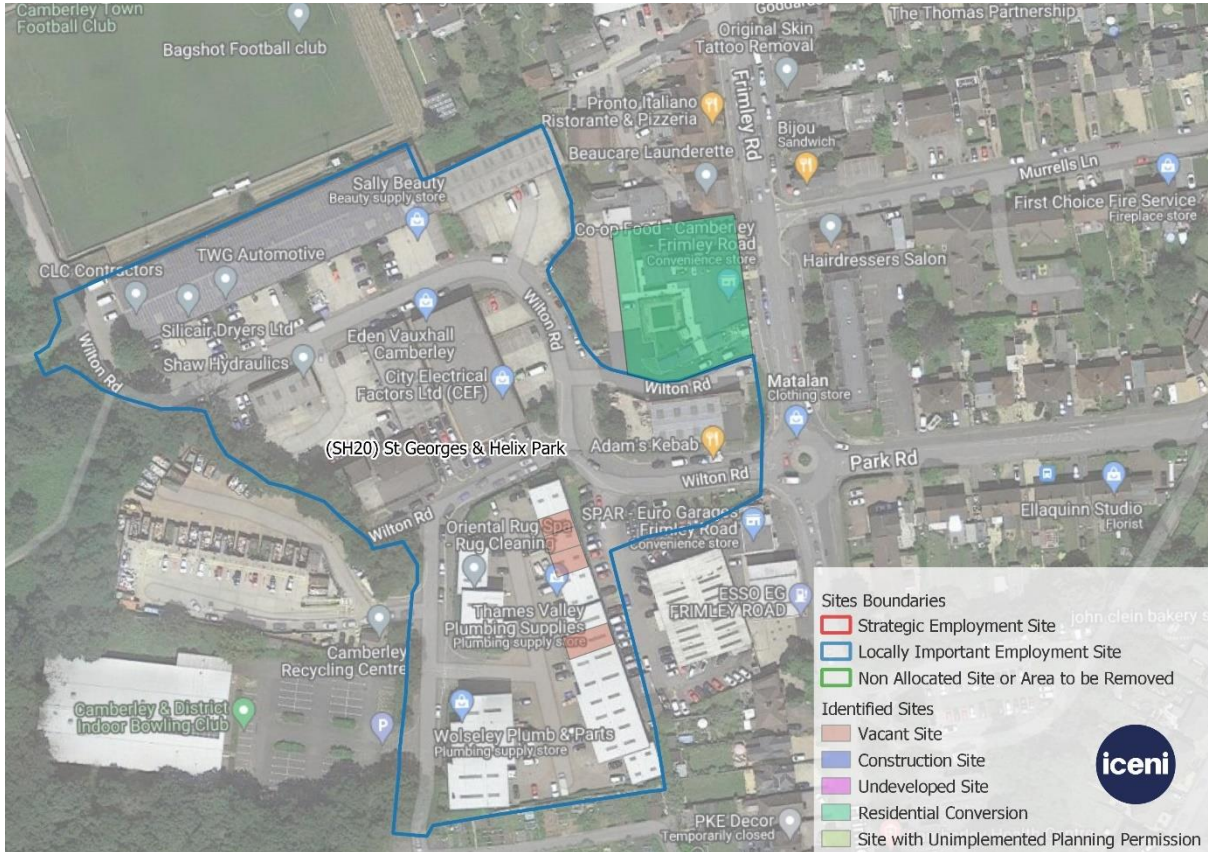 Camberley Town
Football Club
Bagshot Football club
Goddards
The Thomas Partnership
Original Skin
Tattoo Removal
Frimley Rd
Pronto Italiano
Ristorante & Pizzeria
Bijou
Sandwich
Beaucare Launderette
Murrells Ln
First Choice Fire Service
Fireplace store
Sally Beauty
Beauty supply store
Co-op Food - Camberley
Frimley Road
Convenience store
Hairdressers Salon
TWG Automotive
CLC Contractors
Silicair Dryers Ltd
Wilton Rd
Wilton Rd
Eden Vauxhall
Camberley
Shaw Hydraulics
City Electrical
Factors Ltd (CEF)
Wilton Rd
Matalan
Clothing store
(SH20) St Georges & Helix Park
Adam's Kebab
Park Rd
Wilton Rd
Wilton Rd
Oriental Rug Spa
- Rug Cleaning
SPAR - Euro Garages
Frimley Road
Convenience store
Ellaquinn Studio
Florist
Thames Valley
Plumbing Supplies
Plumbing supply store
ESSO EG
FRIMLEY ROAD
Camberley
Recycling Centre
Camberley & District
Indoor Bowling Club
P
Wolseley Plumb & Parts
Plumbing supply store
PKE Decor
Temporarily closed
john clein bakery s
Sites Boundaries
Strategic Employment Site
Locally Important Employment Site
Non Allocated Site or Area to be Removed
Identified Sites
Vacant Site
Construction Site
Undeveloped Site
Residential Conversion
Site with Unimplemented Planning Permission
iceni